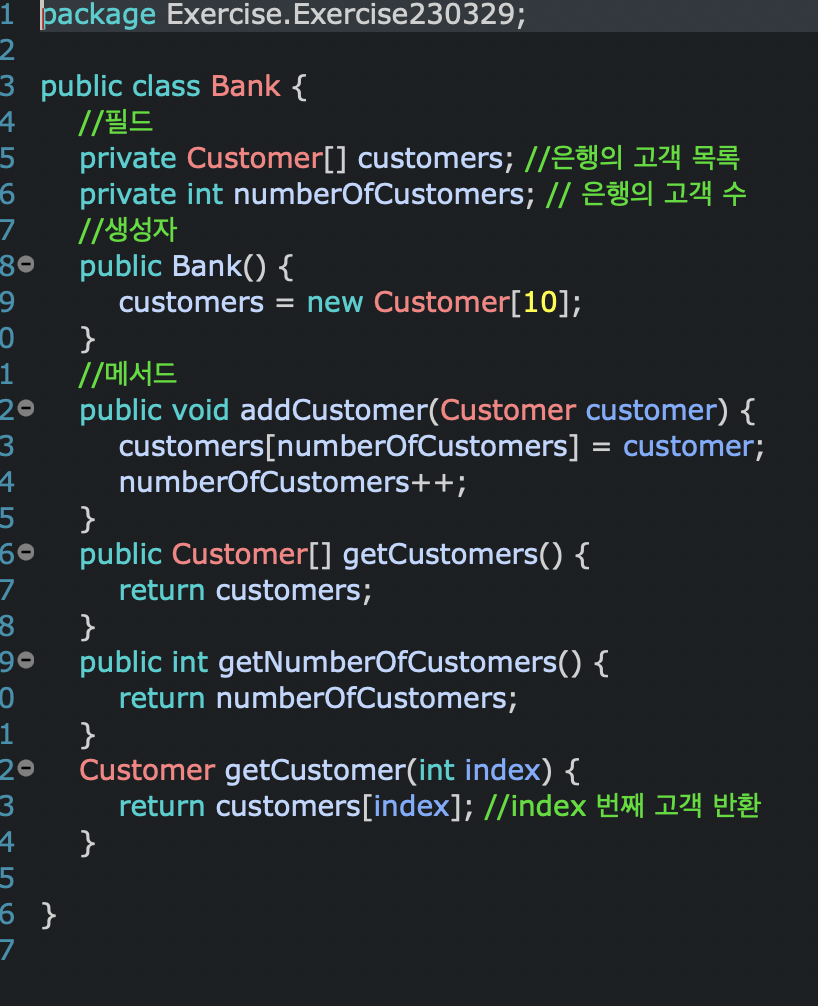 1 package Exercise.Exercise230329;
2
3 public class Bank {
4 //필드
5 private Customer[] customers; //은행의 고객 목록
6 private int numberOfCustomers; // 은행의 고객 수
7 //생성자
8 public Bank() {
9 customers = new Customer[10];
0 }
1 //메서드
2 public void addCustomer(Customer customer) {
3 customers[numberOfCustomers] = customer;
4 numberOfCustomers++;
5 }
6 public Customer[] getCustomers() {
7 return customers;
8 }
9 public int getNumberOfCustomers() {
0 return numberOfCustomers;
1 }
2 Customer getCustomer(int index) {
3 return customers[index]; //index 번째 고객 반환
4 }
5
6 }
7